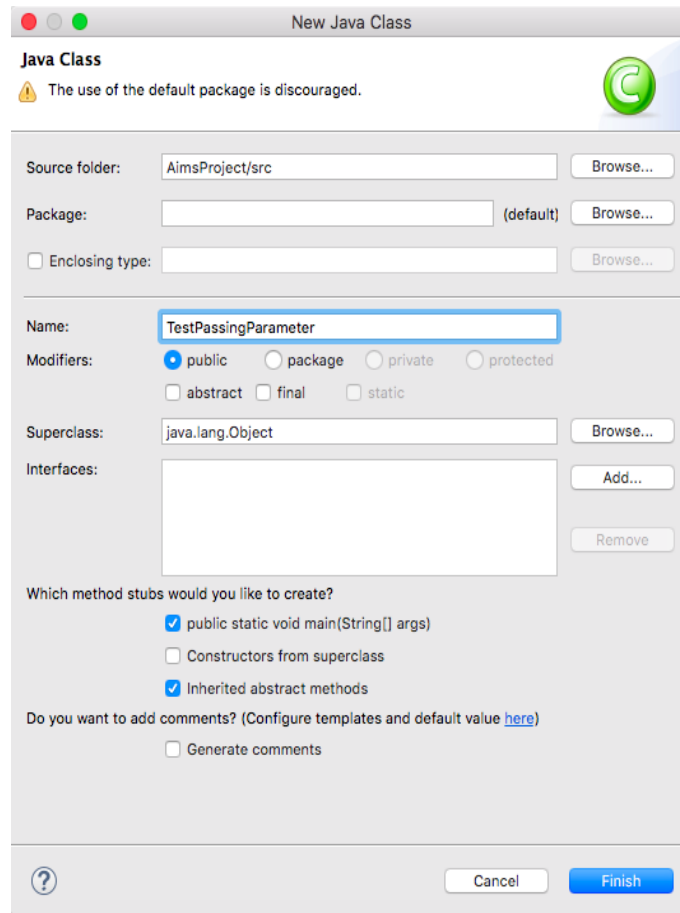 New Java Class
Java Class
The use of the default package is discouraged.
C
Source folder: AimsProject/src Browse...
Package: (default) Browse...
Enclosing type: Browse...
Name: TestPassingParameter
Modifiers: public package private protected
abstract final static
Superclass: java.lang.Object Browse...
Interfaces: Add...
Remove
Which method stubs would you like to create?
public static void main(String[] args)
Constructors from superclass
Inherited abstract methods
Do you want to add comments? (Configure templates and default value here)
Generate comments
? Cancel Finish